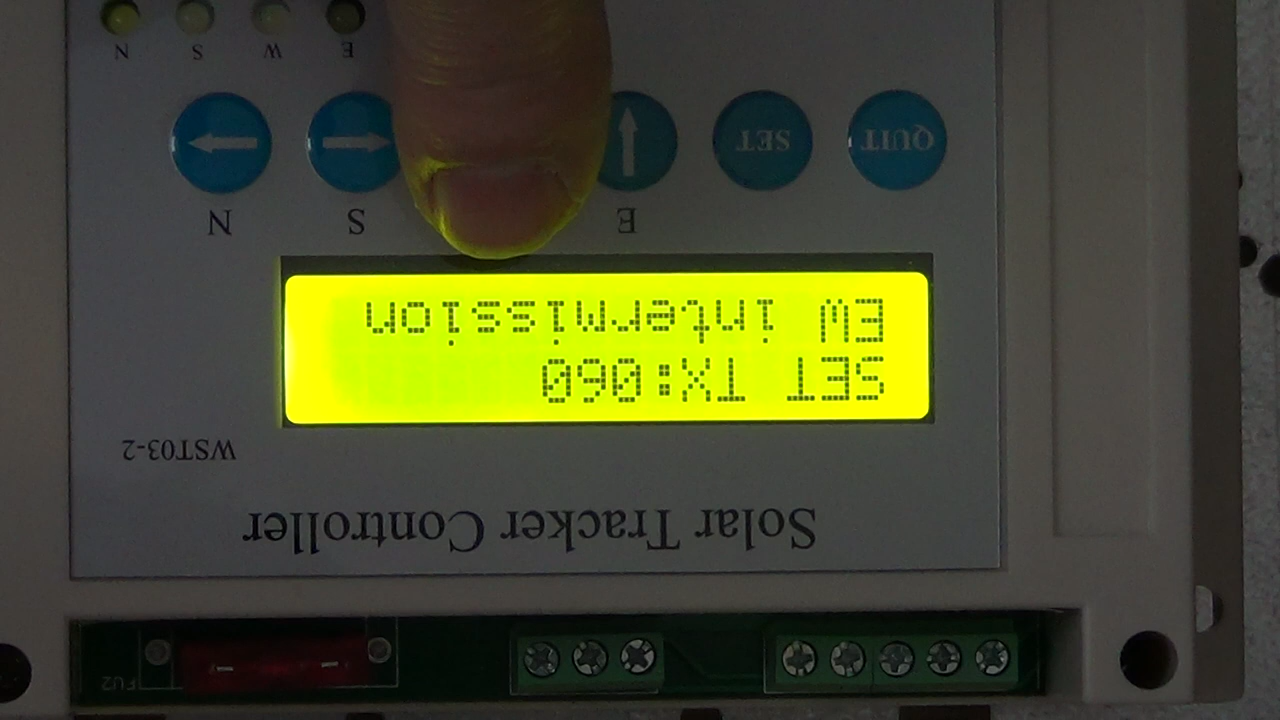 FU2
Solar Tracker Controller
WST03-2
SET TX:060
EW intermission
E S N
QUIT SET
E W S N